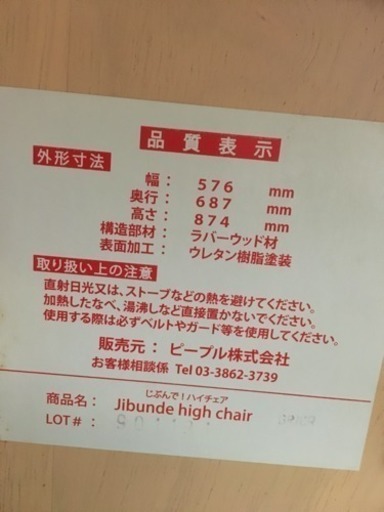 品質表示
外形寸法
幅： 576 mm
奥行： 687 mm
高さ： 874 mm
構造部材： ラバーウッド材
表面加工： ウレタン樹脂塗装
取り扱い上の注意
直射日光又は、ストーブなどの熱を避けてください。
加熱したなべ、湯沸しなど直接置かないでください。
使用する際は必ずベルトやガード等を使用してください。
販売元： ピープル株式会社
お客様相談係 Tel 03-3862-3739
じぶんで！ハイチェア
商品名： Jibunde high chair
LOT#：